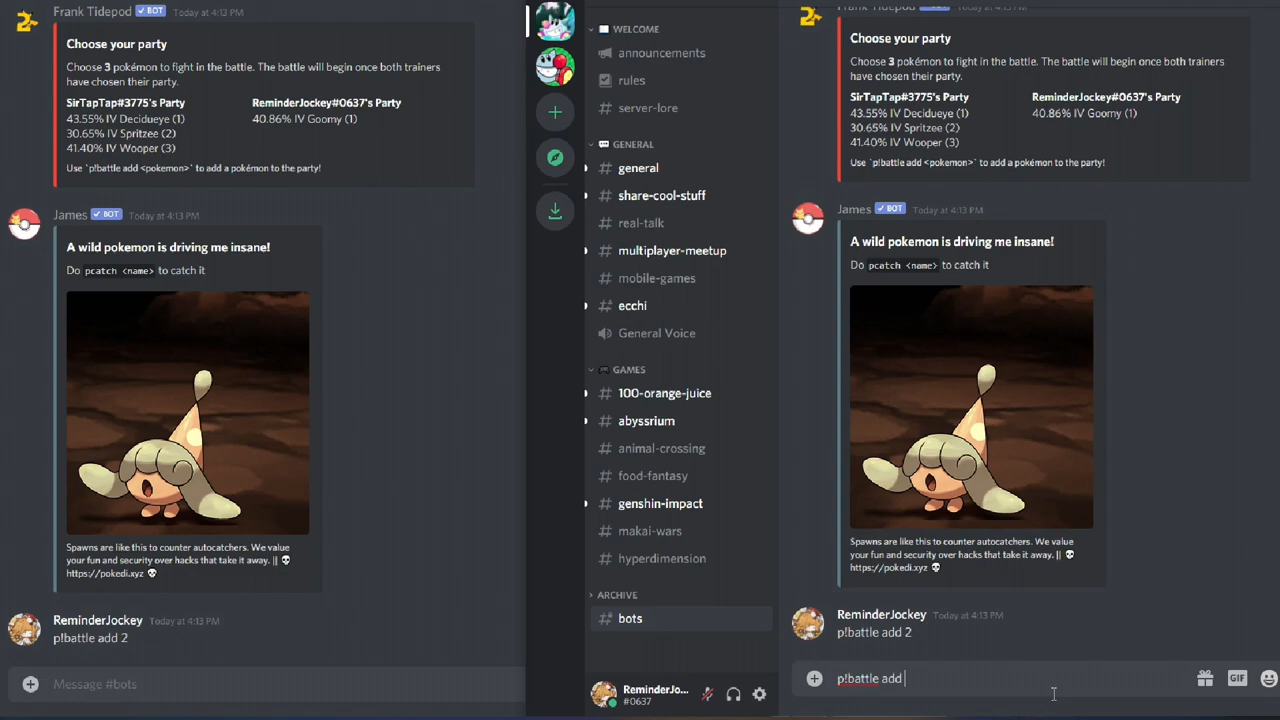 Frank Tidepod ✓ BOT Today at 4:13 PM
Choose your party
Choose 3 pokémon to fight in the battle. The battle will begin once both trainers
have chosen their party.
SirTapTap#3775's Party ReminderJockey#0637's Party
43.55% IV Decidueye (1) 40.86% IV Goomy (1)
30.65% IV Spritzee (2)
41.40% IV Wooper (3)
Use `p!battle add <pokemon>` to add a pokémon to the party!
James ✓ BOT Today at 4:13 PM
A wild pokemon is driving me insane!
Do pcatch <name> to catch it
Spawns are like this to counter autocatchers. We value
your fun and security over hacks that take it away. || 💀
https://pokedi.xyz 💀
ReminderJockey Today at 4:13 PM
p!battle add 2
Message #bots
WELCOME
announcements
rules
server-lore
GENERAL
general
share-cool-stuff
real-talk
multiplayer-meetup
mobile-games
ecchi
General Voice
GAMES
100-orange-juice
abyssrium
animal-crossing
food-fantasy
genshin-impact
makai-wars
hyperdimension
ARCHIVE
bots
ReminderJo...
#0637
Frank Tidepod BOT Today at 4:13 PM
Choose your party
Choose 3 pokémon to fight in the battle. The battle will begin once both trainers
have chosen their party.
SirTapTap#3775's Party ReminderJockey#0637's Party
43.55% IV Decidueye (1) 40.86% IV Goomy (1)
30.65% IV Spritzee (2)
41.40% IV Wooper (3)
Use `p!battle add <pokemon>` to add a pokémon to the party!
James ✓ BOT Today at 4:13 PM
A wild pokemon is driving me insane!
Do pcatch <name> to catch it
Spawns are like this to counter autocatchers. We value
your fun and security over hacks that take it away. || 💀
https://pokedi.xyz 💀
ReminderJockey Today at 4:13 PM
p!battle add 2
p!battle add
GIF